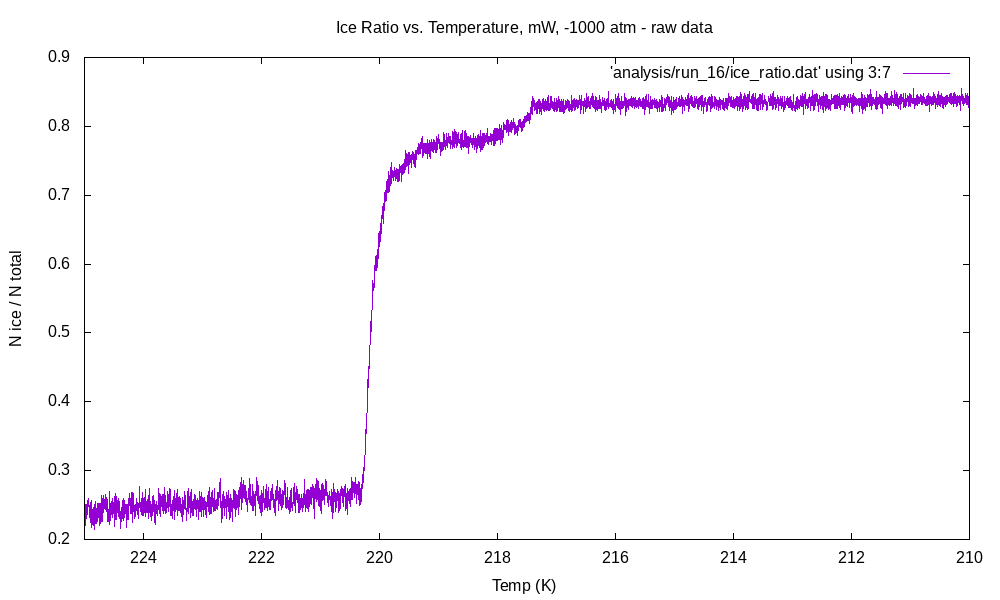 Ice Ratio vs. Temperature, mW, -1000 atm - raw data
'analysis/run_16/ice_ratio.dat' using 3:7
N ice / N total
0.9
0.8
0.7
0.6
0.5
0.4
0.3
0.2
224 222 220 218 216 214 212 210
Temp (K)